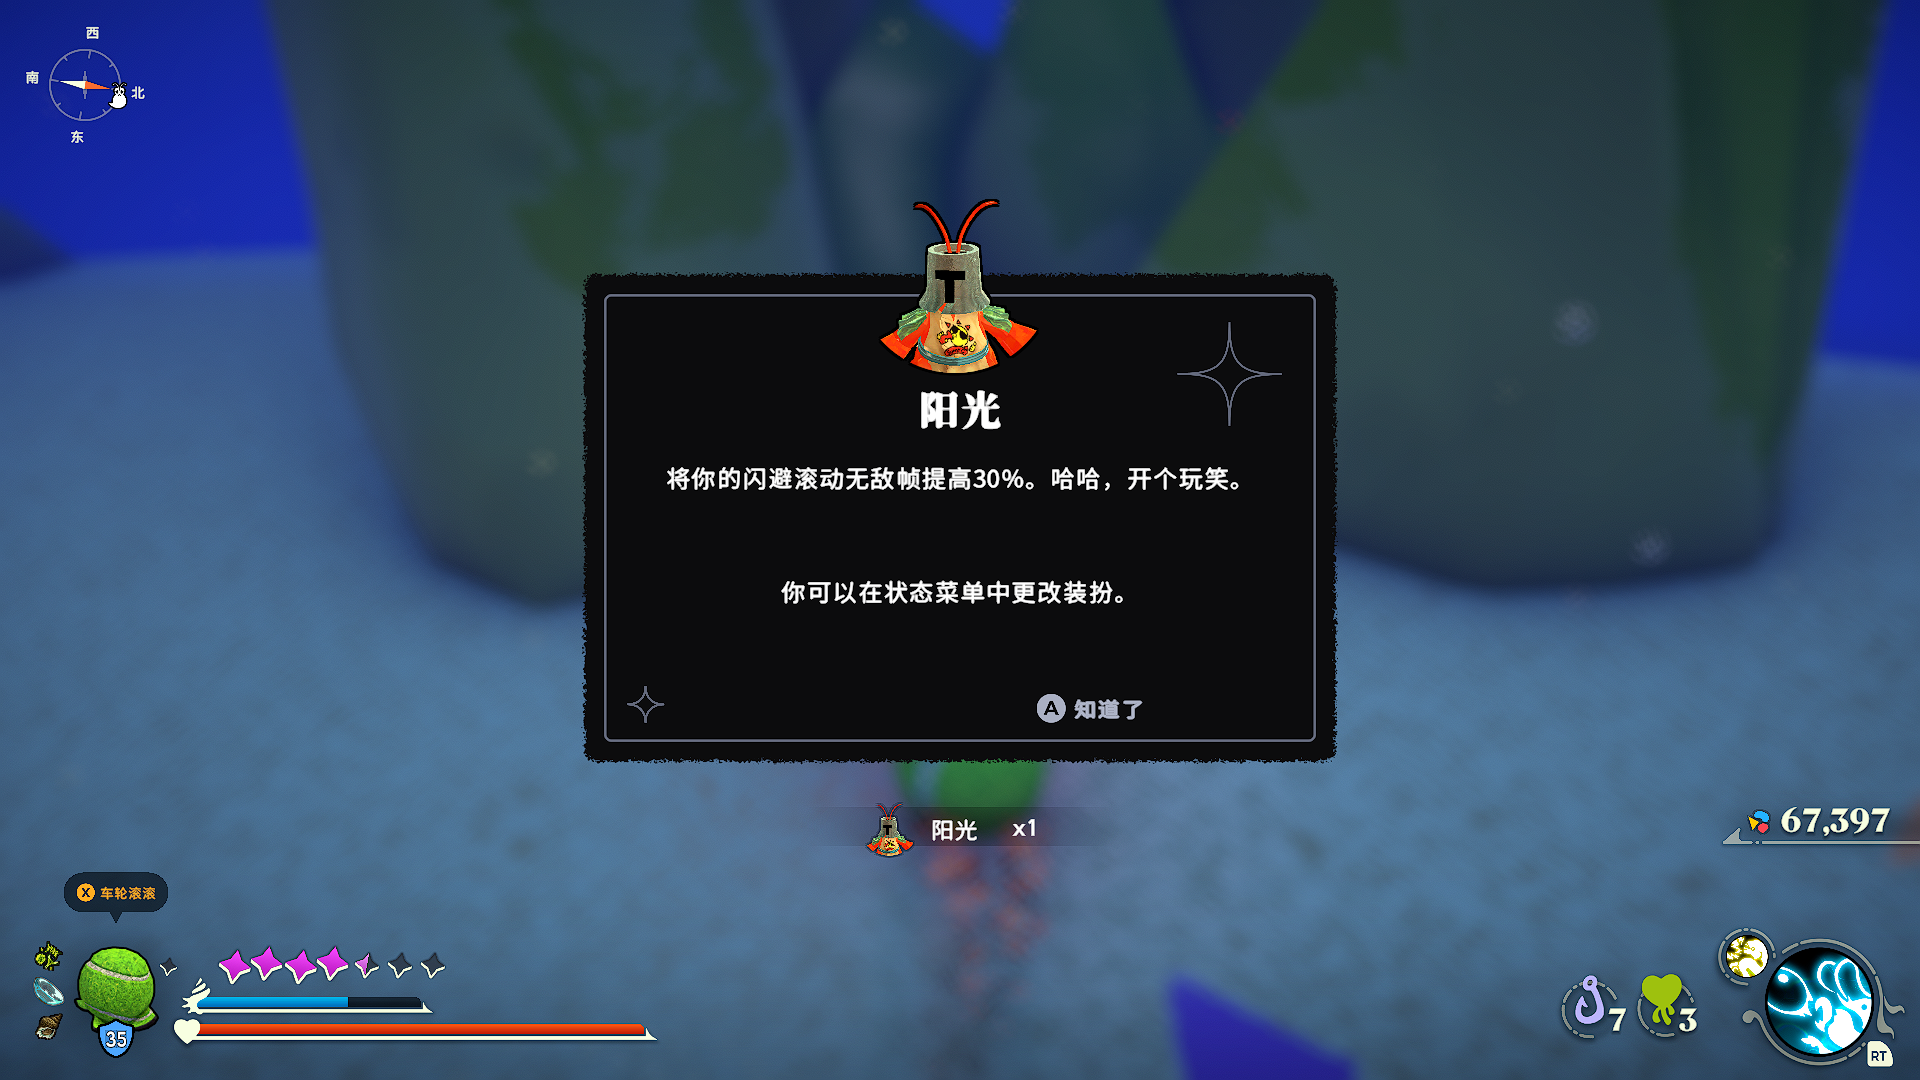 西
南
北
东
阳光
将你的闪避滚动无敌帧提高30%。哈哈，开个玩笑。
你可以在状态菜单中更改装扮。
A 知道了
阳光 x1
67,397
X 车轮滚滚
35
7
3
RT